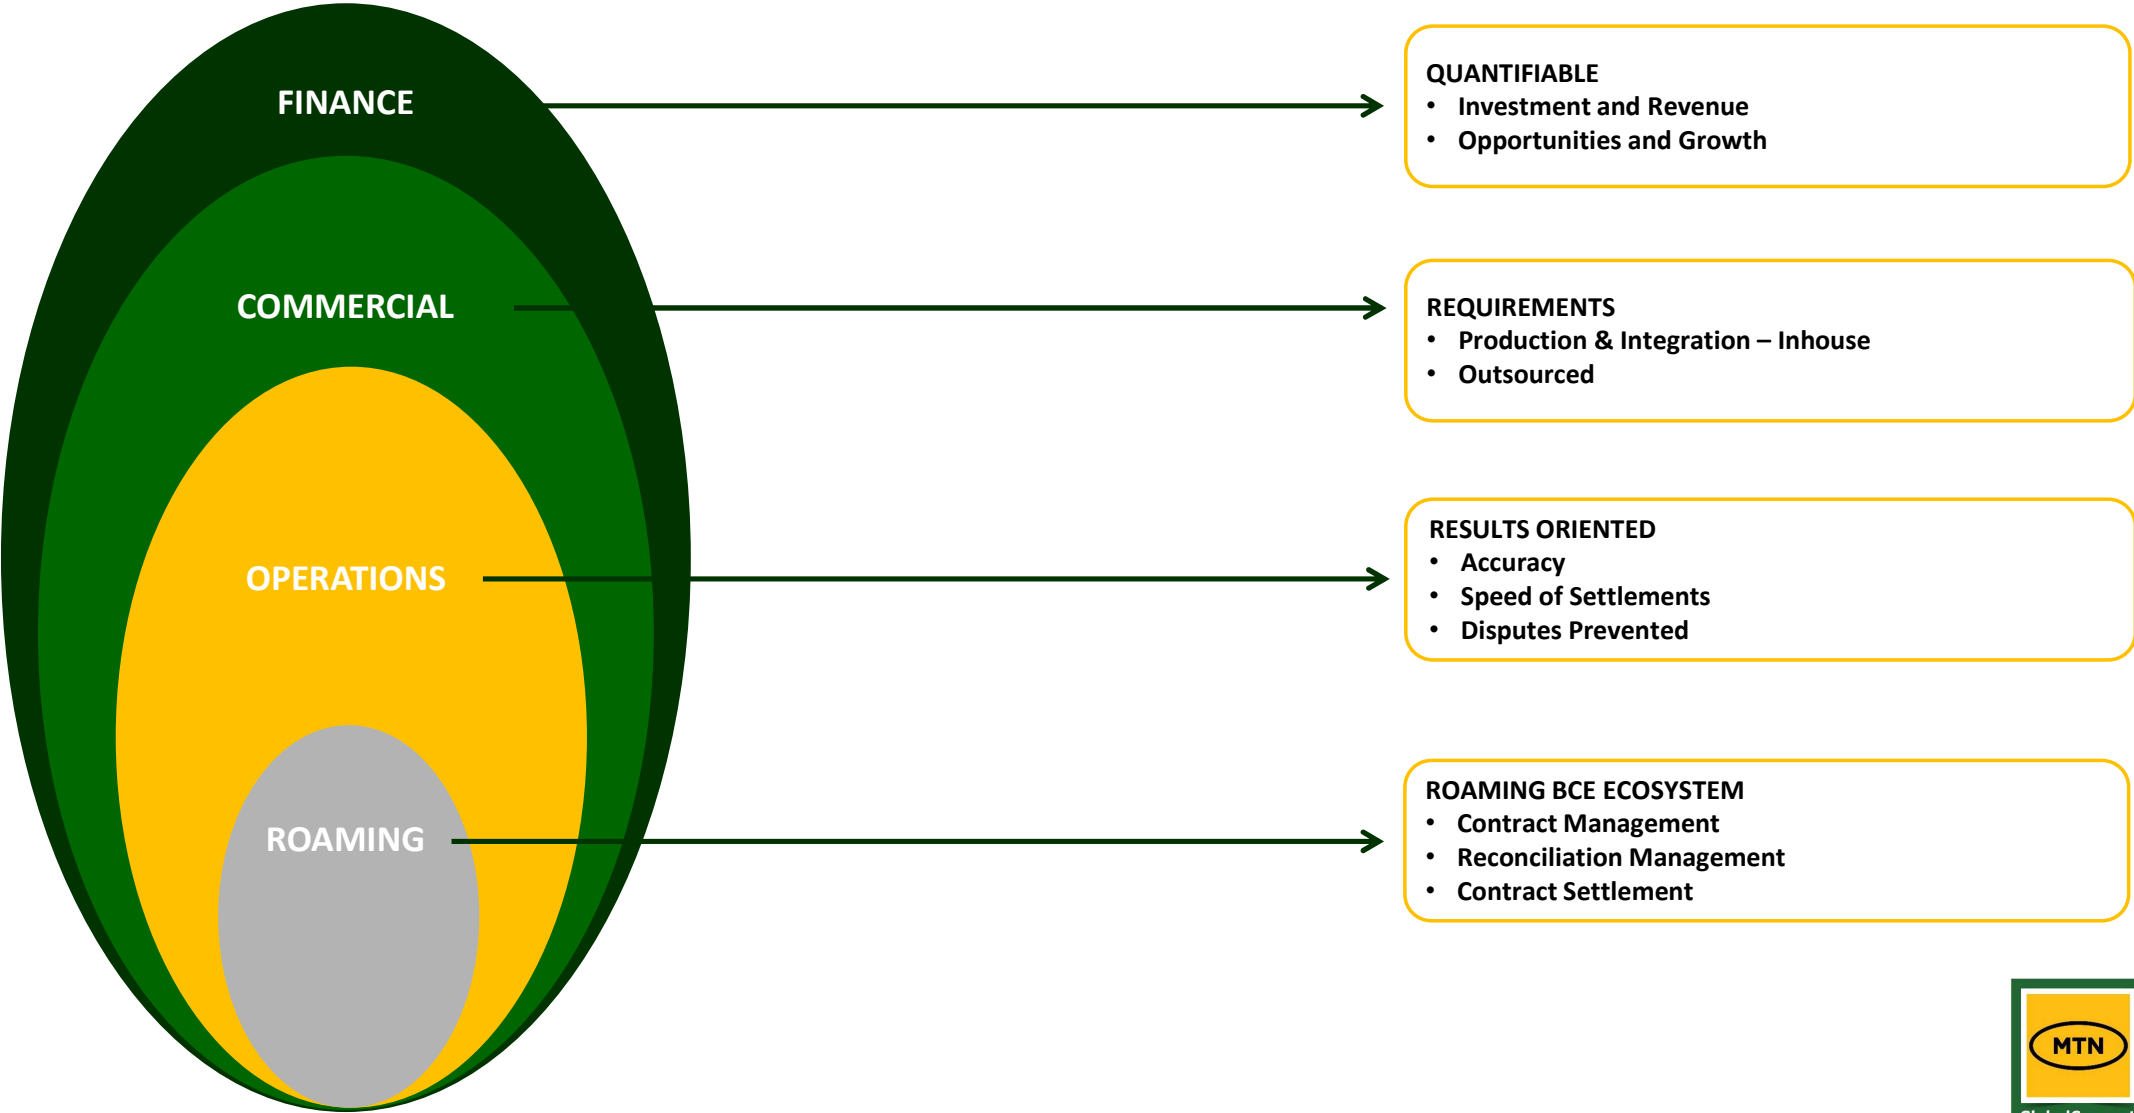 FINANCE
QUANTIFIABLE
• Investment and Revenue
• Opportunities and Growth
COMMERCIAL
REQUIREMENTS
• Production & Integration – Inhouse
• Outsourced
OPERATIONS
RESULTS ORIENTED
• Accuracy
• Speed of Settlements
• Disputes Prevented
ROAMING
ROAMING BCE ECOSYSTEM
• Contract Management
• Reconciliation Management
• Contract Settlement
MTN